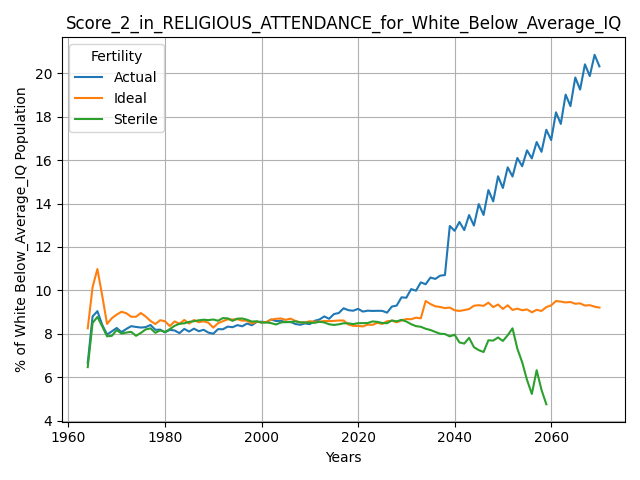 Score_2_in_RELIGIOUS_ATTENDANCE_for_White_Below_Average_IQ
Fertility
Actual
Ideal
Sterile
% of White Below_Average_IQ Population
20
18
16
14
12
10
8
6
4
1960
1980
2000
2020
2040
2060
Years